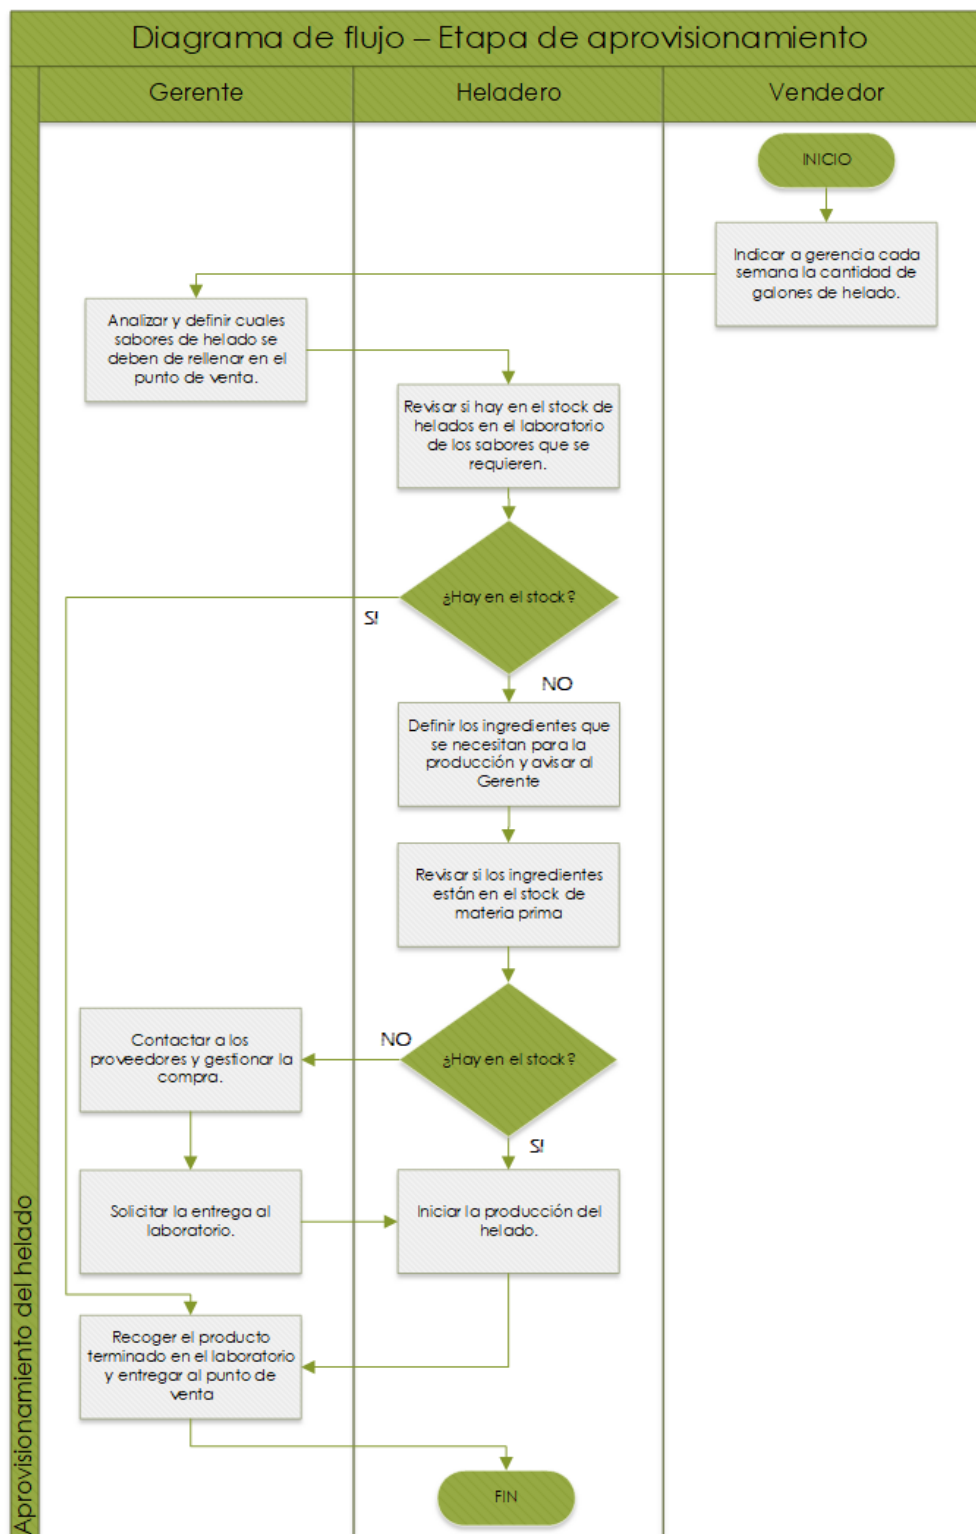 Diagrama de flujo – Etapa de aprovisionamiento
Gerente
Heladero
Vendedor
INICIO
Indicar a gerencia cada
semana la cantidad de
galones de helado.
Analizar y definir cuales
sabores de helado se
deben de rellenar en el
punto de venta.
Revisar si hay en el stock de
helados en el laboratorio
de los sabores que se
requieren.
¿Hay en el stock?
SI
NO
Definir los ingredientes que
se necesitan para la
producción y avisar al
Gerente
Revisar si los ingredientes
están en el stock de
materia prima
¿Hay en el stock?
NO
SI
Contactar a los
proveedores y gestionar la
compra.
Solicitar la entrega al
laboratorio.
Iniciar la producción del
helado.
Recoger el producto
terminado en el laboratorio
y entregar al punto de
venta
FIN
Aprovisionamiento del helado